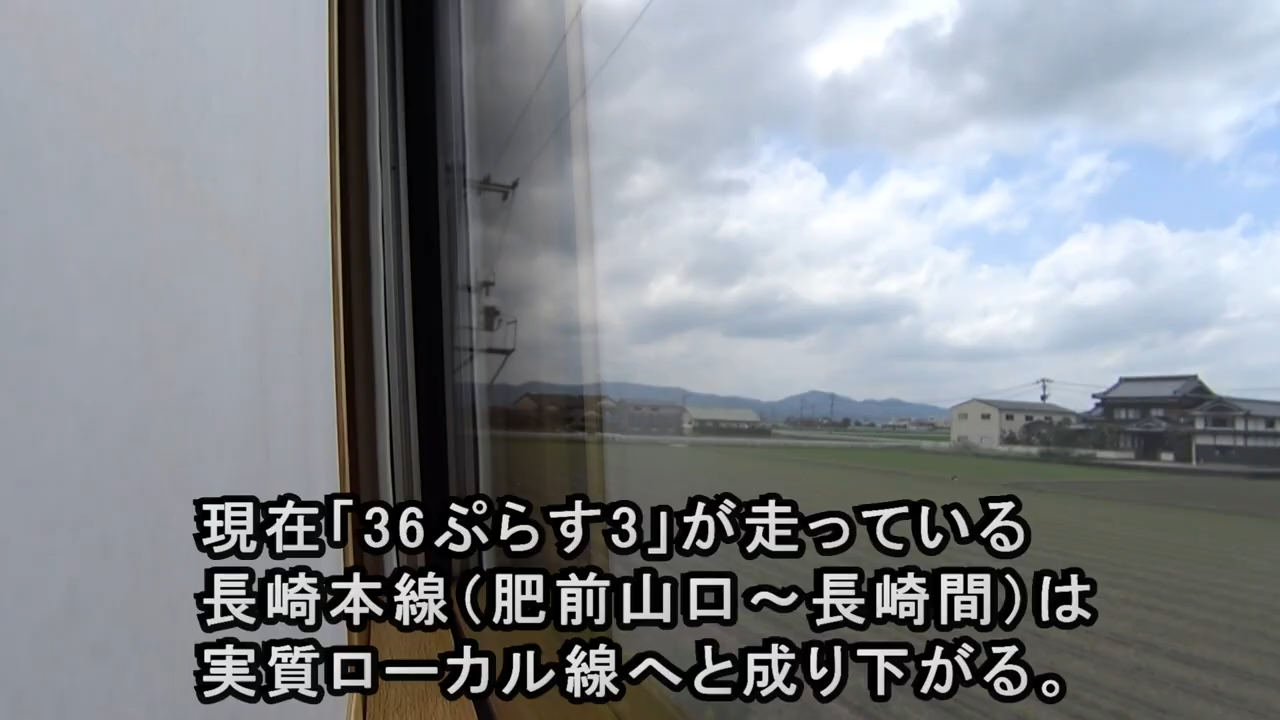 現在「36ぷらす3」が走っている
長崎本線（肥前山口～長崎間）は
実質ローカル線へと成り下がる。